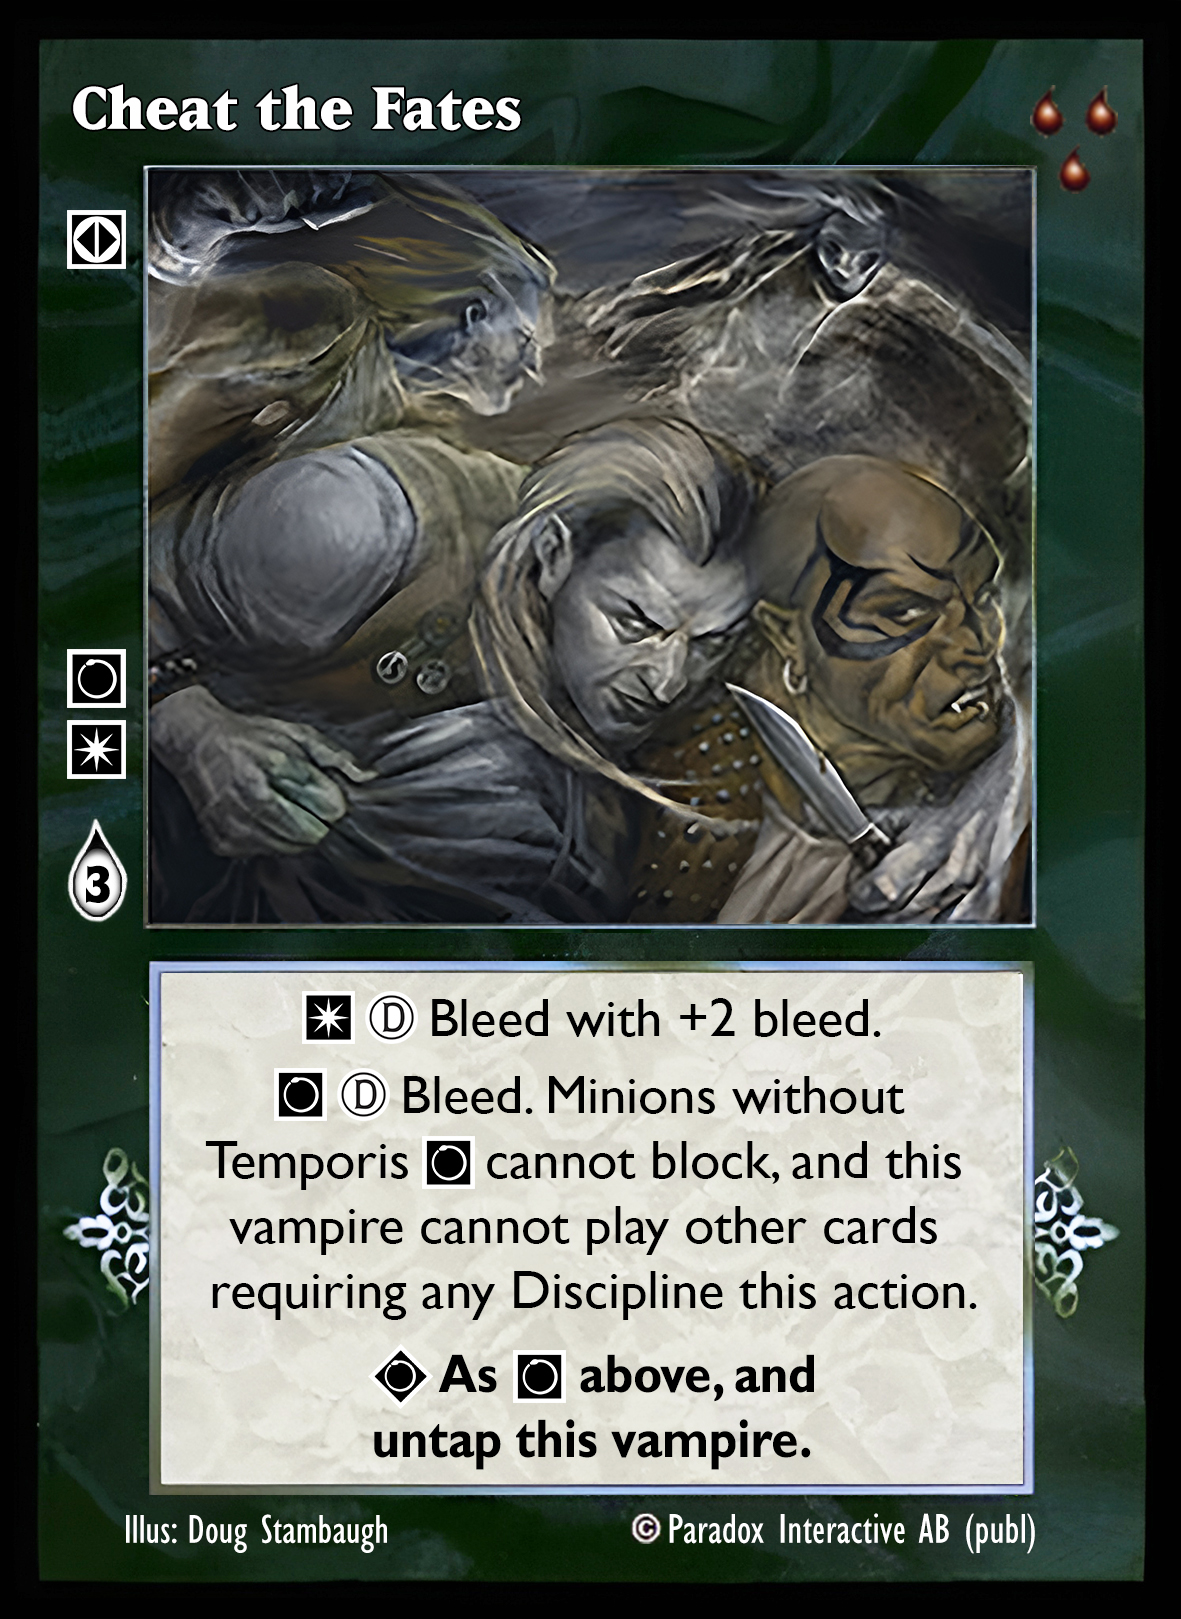 Cheat the Fates
3
D Bleed with +2 bleed.
D Bleed. Minions without
Temporis cannot block, and this
vampire cannot play other cards
requiring any Discipline this action.
As above, and
untap this vampire.
Illus: Doug Stambaugh
© Paradox Interactive AB (publ)